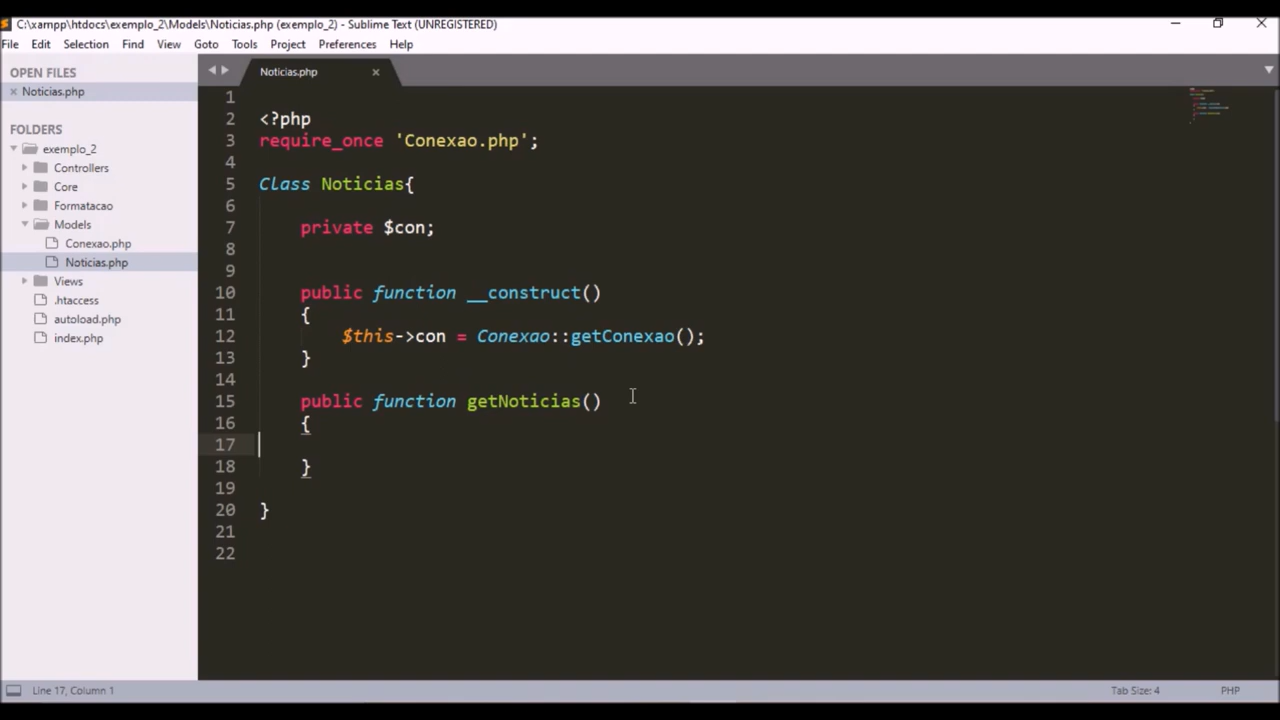 C:\xampp\htdocs\exemplo_2\Models\Noticias.php (exemplo_2) - Sublime Text (UNREGISTERED)
File Edit Selection Find View Goto Tools Project Preferences Help
OPEN FILES
Noticias.php
FOLDERS
exemplo_2
Controllers
Core
Formatacao
Models
Conexao.php
Noticias.php
Views
.htaccess
autoload.php
index.php
Noticias.php
1
2 <?php
3 require_once 'Conexao.php';
4
5 Class Noticias{
6
7 private $con;
8
9
10 public function __construct()
11 {
12 $this->con = Conexao::getConexao();
13 }
14
15 public function getNoticias()
16 {
17
18 }
19
20 }
21
22
Line 17, Column 1
Tab Size: 4
PHP